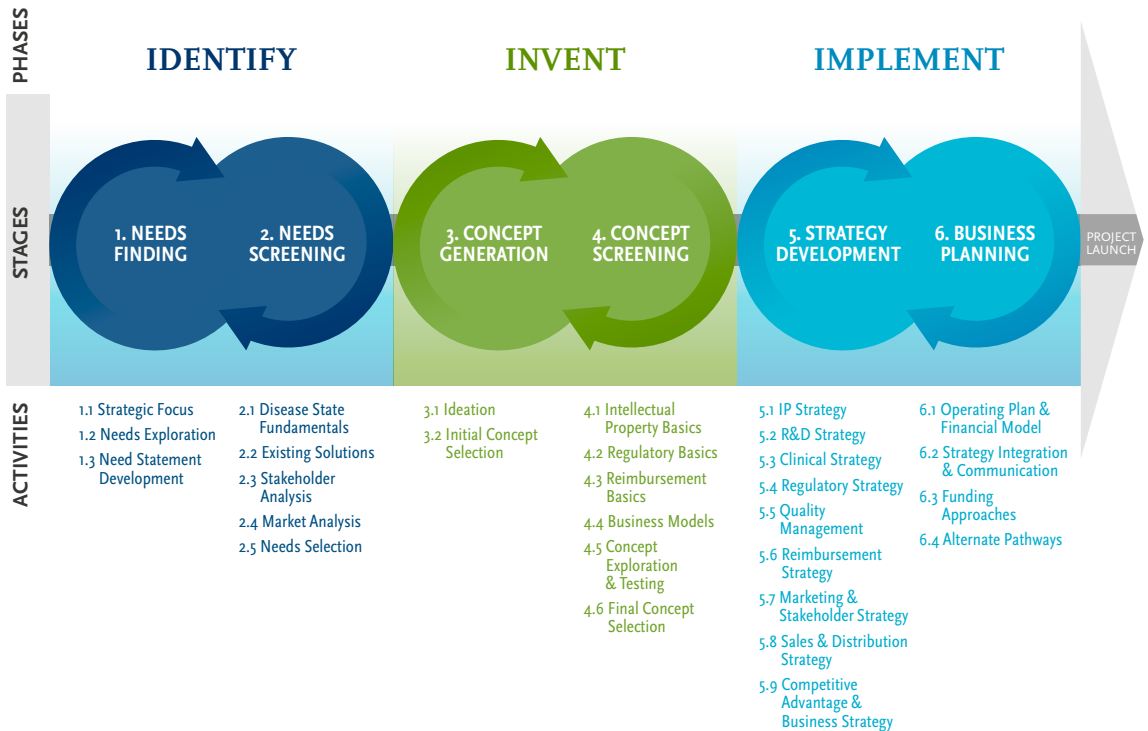 PHASES
IDENTIFY
INVENT
IMPLEMENT
STAGES
1. NEEDS
FINDING
2. NEEDS
SCREENING
3. CONCEPT
GENERATION
4. CONCEPT
SCREENING
5. STRATEGY
DEVELOPMENT
6. BUSINESS
PLANNING
PROJECT
LAUNCH
ACTIVITIES
1.1 Strategic Focus
1.2 Needs Exploration
1.3 Need Statement
Development
2.1 Disease State
Fundamentals
2.2 Existing Solutions
2.3 Stakeholder
Analysis
2.4 Market Analysis
2.5 Needs Selection
3.1 Ideation
3.2 Initial Concept
Selection
4.1 Intellectual
Property Basics
4.2 Regulatory Basics
4.3 Reimbursement
Basics
4.4 Business Models
4.5 Concept
Exploration
& Testing
4.6 Final Concept
Selection
5.1 IP Strategy
5.2 R&D Strategy
5.3 Clinical Strategy
5.4 Regulatory Strategy
5.5 Quality
Management
5.6 Reimbursement
Strategy
5.7 Marketing &
Stakeholder Strategy
5.8 Sales & Distribution
Strategy
5.9 Competitive
Advantage &
Business Strategy
6.1 Operating Plan &
Financial Model
6.2 Strategy Integration
& Communication
6.3 Funding
Approaches
6.4 Alternate Pathways